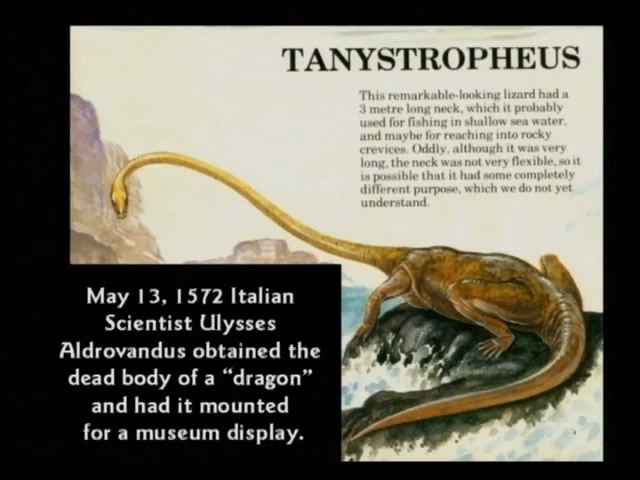 TANYSTROPHEUS
This remarkable-looking lizard had a
3 metre long neck, which it probably
used for fishing in shallow sea water,
and maybe for reaching into rocky
crevices. Oddly, although it was very
long, the neck was not very flexible, so it
is possible that it had some completely
different purpose, which we do not yet
understand.
May 13, 1572 Italian
Scientist Ulysses
Aldrovandus obtained the
dead body of a “dragon”
and had it mounted
for a museum display.